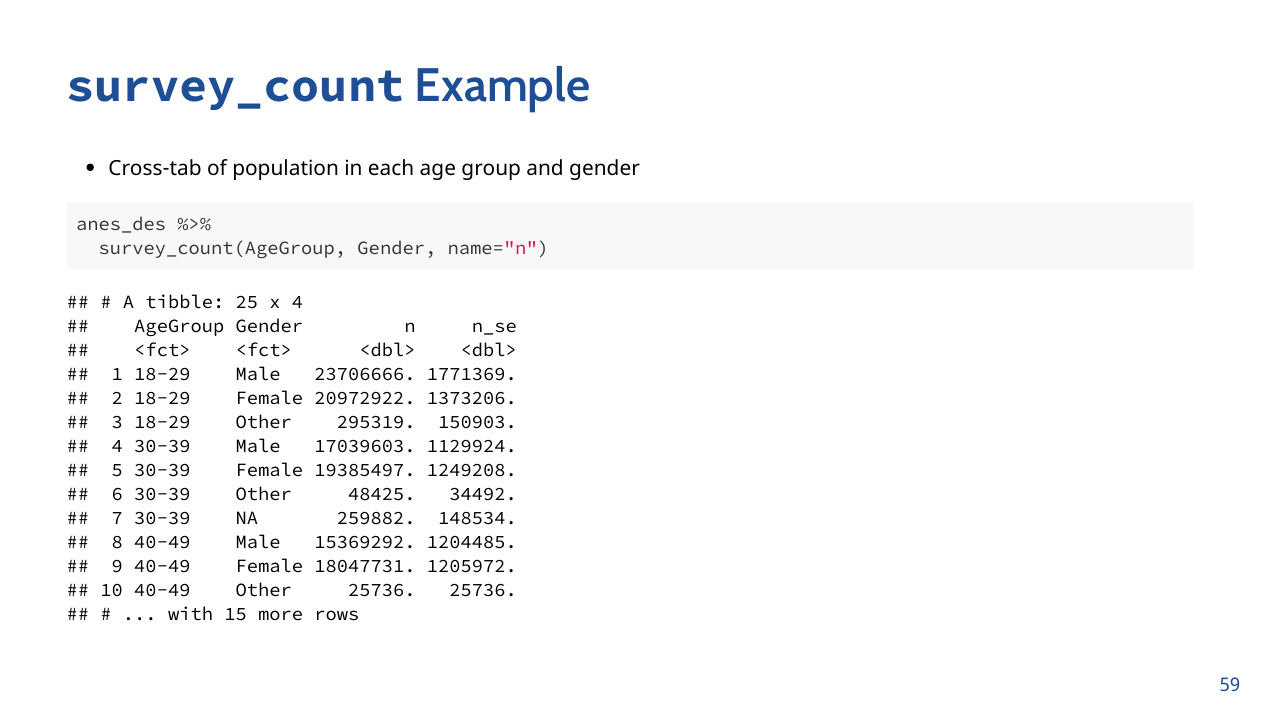 survey_count Example
• Cross-tab of population in each age group and gender
anes_des %>%
  survey_count(AgeGroup, Gender, name="n")
## # A tibble: 25 x 4
##    AgeGroup Gender         n     n_se
##    <fct>    <fct>      <dbl>    <dbl>
##  1 18-29    Male   23706666. 1771369.
##  2 18-29    Female 20972922. 1373206.
##  3 18-29    Other    295319.  150903.
##  4 30-39    Male   17039603. 1129924.
##  5 30-39    Female 19385497. 1249208.
##  6 30-39    Other     48425.   34492.
##  7 30-39    NA       259882.  148534.
##  8 40-49    Male   15369292. 1204485.
##  9 40-49    Female 18047731. 1205972.
## 10 40-49    Other     25736.   25736.
## # ... with 15 more rows
59